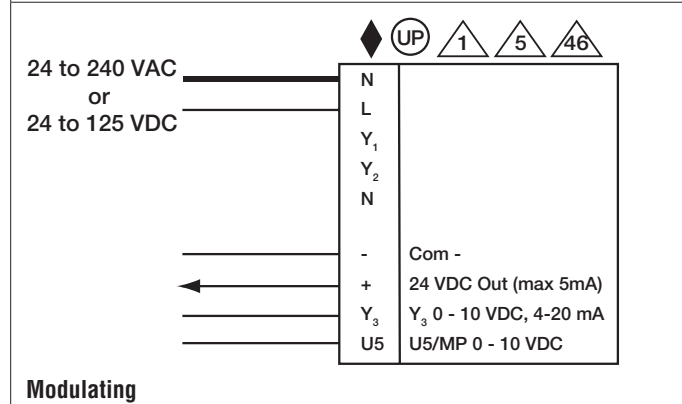 UP 1 5 46
24 to 240 VAC
or
24 to 125 VDC
N
L
Y₁
Y₂
N
- Com -
+ 24 VDC Out (max 5mA)
Y₃ Y₃ 0 - 10 VDC, 4-20 mA
U5 U5/MP 0 - 10 VDC
Modulating